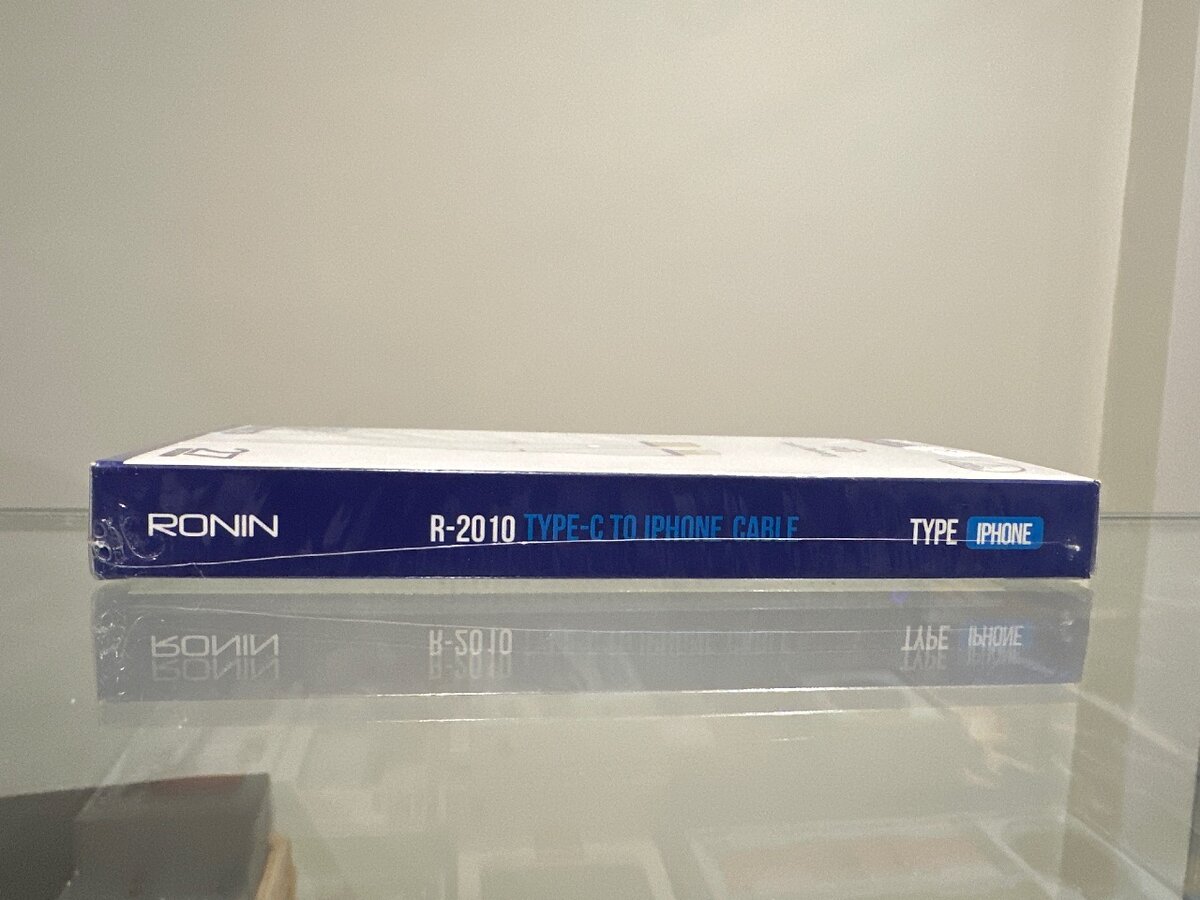 RONIN R-2010 TYPE-C TO IPHONE CABLE TYPE IPHONE